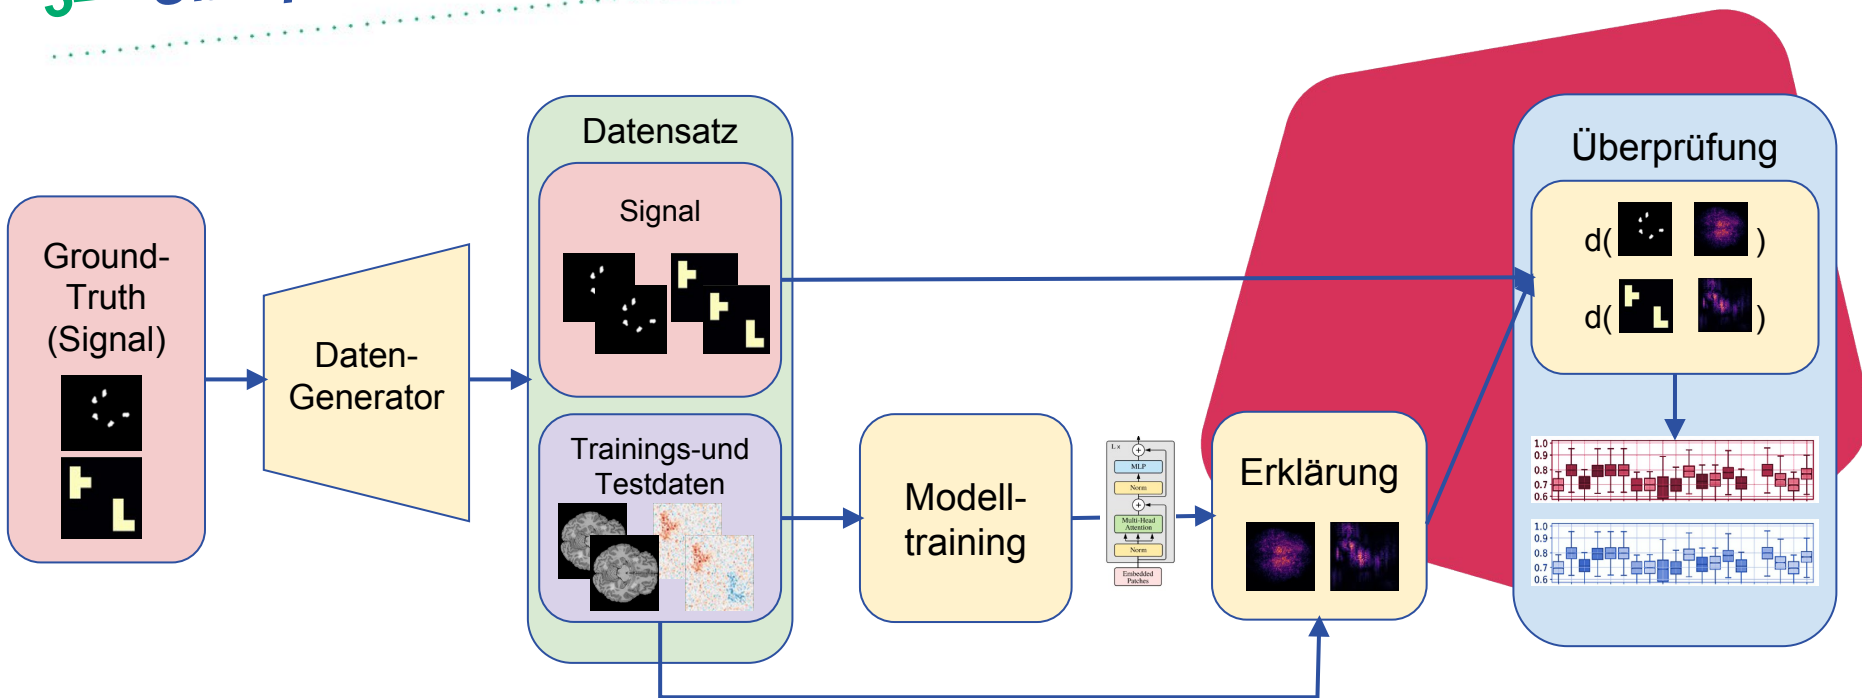 Ground-
Truth
(Signal)
Daten-
Generator
Datensatz
Signal
Trainings-und
Testdaten
Modell-
training
L ×
+
MLP
Norm
+
Multi-Head
Attention
Norm
Embedded
Patches
Erklärung
Überprüfung
d( )
d( )
1.0
0.9
0.8
0.7
0.6
1.0
0.9
0.8
0.7
0.6